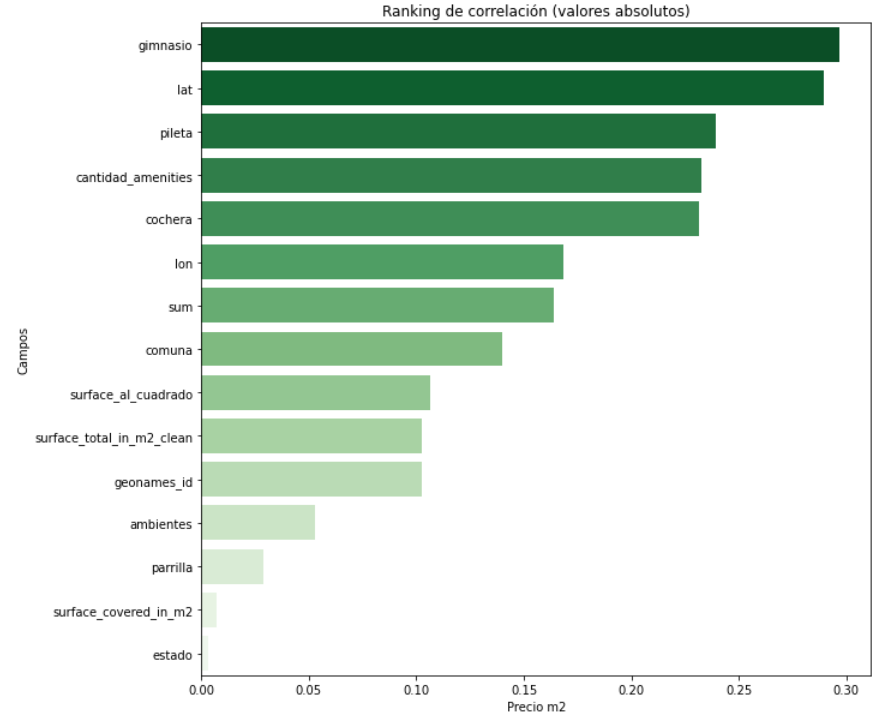 Ranking de correlación (valores absolutos)
Campos
gimnasio
lat
pileta
cantidad_amenities
cochera
lon
sum
comuna
surface_al_cuadrado
surface_total_in_m2_clean
geonames_id
ambientes
parrilla
surface_covered_in_m2
estado
0.00 0.05 0.10 0.15 0.20 0.25 0.30
Precio m2